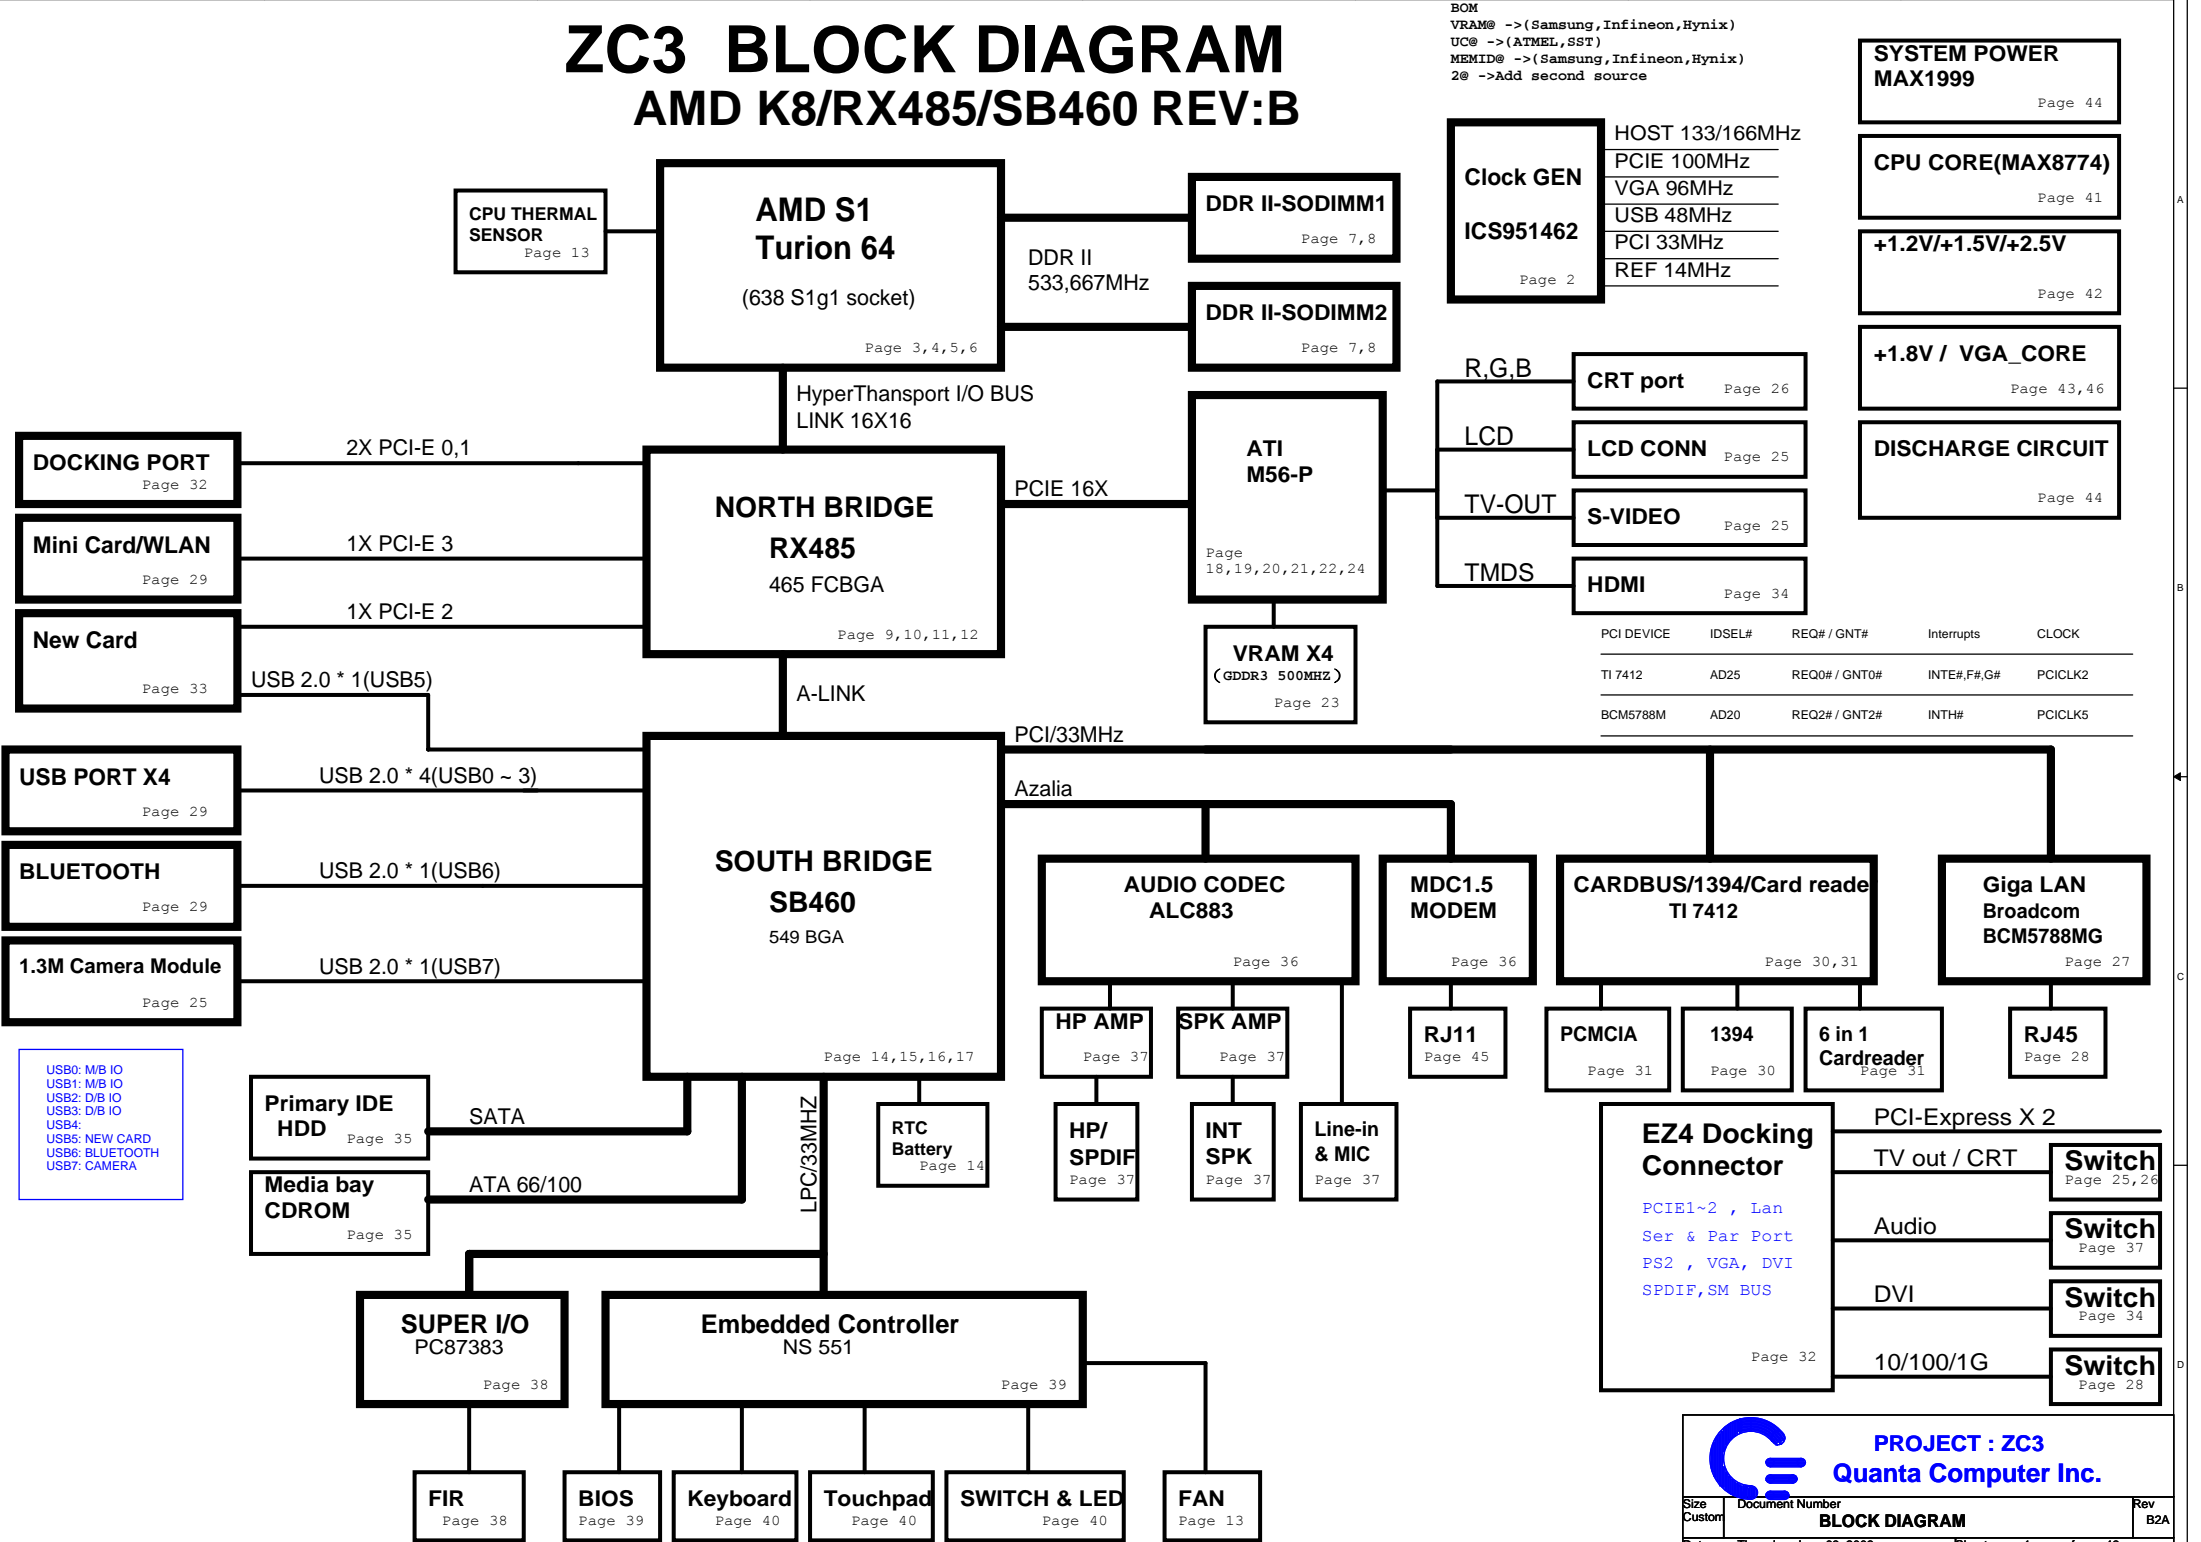 ZC3 BLOCK DIAGRAM
AMD K8/RX485/SB460 REV:B
BOM
VRAM@ ->(Samsung,Infineon,Hynix)
UC@ ->(ATMEL,SST)
MEMID@ ->(Samsung,Infineon,Hynix)
2@ ->Add second source
SYSTEM POWER
MAX1999
Page 44
CPU CORE(MAX8774)
Page 41
+1.2V/+1.5V/+2.5V
Page 42
+1.8V / VGA_CORE
Page 43,46
DISCHARGE CIRCUIT
Page 44
Clock GEN
ICS951462
Page 2
HOST 133/166MHz
PCIE 100MHz
VGA 96MHz
USB 48MHz
PCI 33MHz
REF 14MHz
CPU THERMAL
SENSOR
Page 13
AMD S1
Turion 64
(638 S1g1 socket)
Page 3,4,5,6
DDR II
533,667MHz
DDR II-SODIMM1
Page 7,8
DDR II-SODIMM2
Page 7,8
HyperThansport I/O BUS
LINK 16X16
DOCKING PORT
Page 32
2X PCI-E 0,1
Mini Card/WLAN
Page 29
1X PCI-E 3
New Card
Page 33
1X PCI-E 2
USB 2.0 * 1(USB5)
NORTH BRIDGE
RX485
465 FCBGA
Page 9,10,11,12
PCIE 16X
ATI
M56-P
Page
18,19,20,21,22,24
VRAM X4
(GDDR3 500MHZ)
Page 23
R,G,B
CRT port
Page 26
LCD
LCD CONN
Page 25
TV-OUT
S-VIDEO
Page 25
TMDS
HDMI
Page 34
PCI DEVICE IDSEL# REQ# / GNT# Interrupts CLOCK
TI 7412 AD25 REQ0# / GNT0# INTE#,F#,G# PCICLK2
BCM5788M AD20 REQ2# / GNT2# INTH# PCICLK5
A-LINK
USB PORT X4
Page 29
USB 2.0 * 4(USB0 ~ 3)
BLUETOOTH
Page 29
USB 2.0 * 1(USB6)
1.3M Camera Module
Page 25
USB 2.0 * 1(USB7)
SOUTH BRIDGE
SB460
549 BGA
Page 14,15,16,17
PCI/33MHz
Azalia
AUDIO CODEC
ALC883
Page 36
MDC1.5
MODEM
Page 36
CARDBUS/1394/Card reade
TI 7412
Page 30,31
Giga LAN
Broadcom
BCM5788MG
Page 27
HP AMP
Page 37
SPK AMP
Page 37
RJ11
Page 45
PCMCIA
Page 31
1394
Page 30
6 in 1
Cardreader
Page 31
RJ45
Page 28
HP/
SPDIF
Page 37
INT
SPK
Page 37
Line-in
& MIC
Page 37
USB0: M/B IO
USB1: M/B IO
USB2: D/B IO
USB3: D/B IO
USB4:
USB5: NEW CARD
USB6: BLUETOOTH
USB7: CAMERA
Primary IDE
HDD
Page 35
SATA
Media bay
CDROM
Page 35
ATA 66/100
LPC/33MHZ
RTC
Battery
Page 14
EZ4 Docking
Connector
PCIE1~2 , Lan
Ser & Par Port
PS2 , VGA, DVI
SPDIF,SM BUS
Page 32
PCI-Express X 2
TV out / CRT
Switch
Page 25,26
Audio
Switch
Page 37
DVI
Switch
Page 34
10/100/1G
Switch
Page 28
SUPER I/O
PC87383
Page 38
Embedded Controller
NS 551
Page 39
FIR
Page 38
BIOS
Page 39
Keyboard
Page 40
Touchpad
Page 40
SWITCH & LED
Page 40
FAN
Page 13
A
B
C
D
PROJECT : ZC3
Quanta Computer Inc.
Size
Custom
Document Number
BLOCK DIAGRAM
Rev
B2A